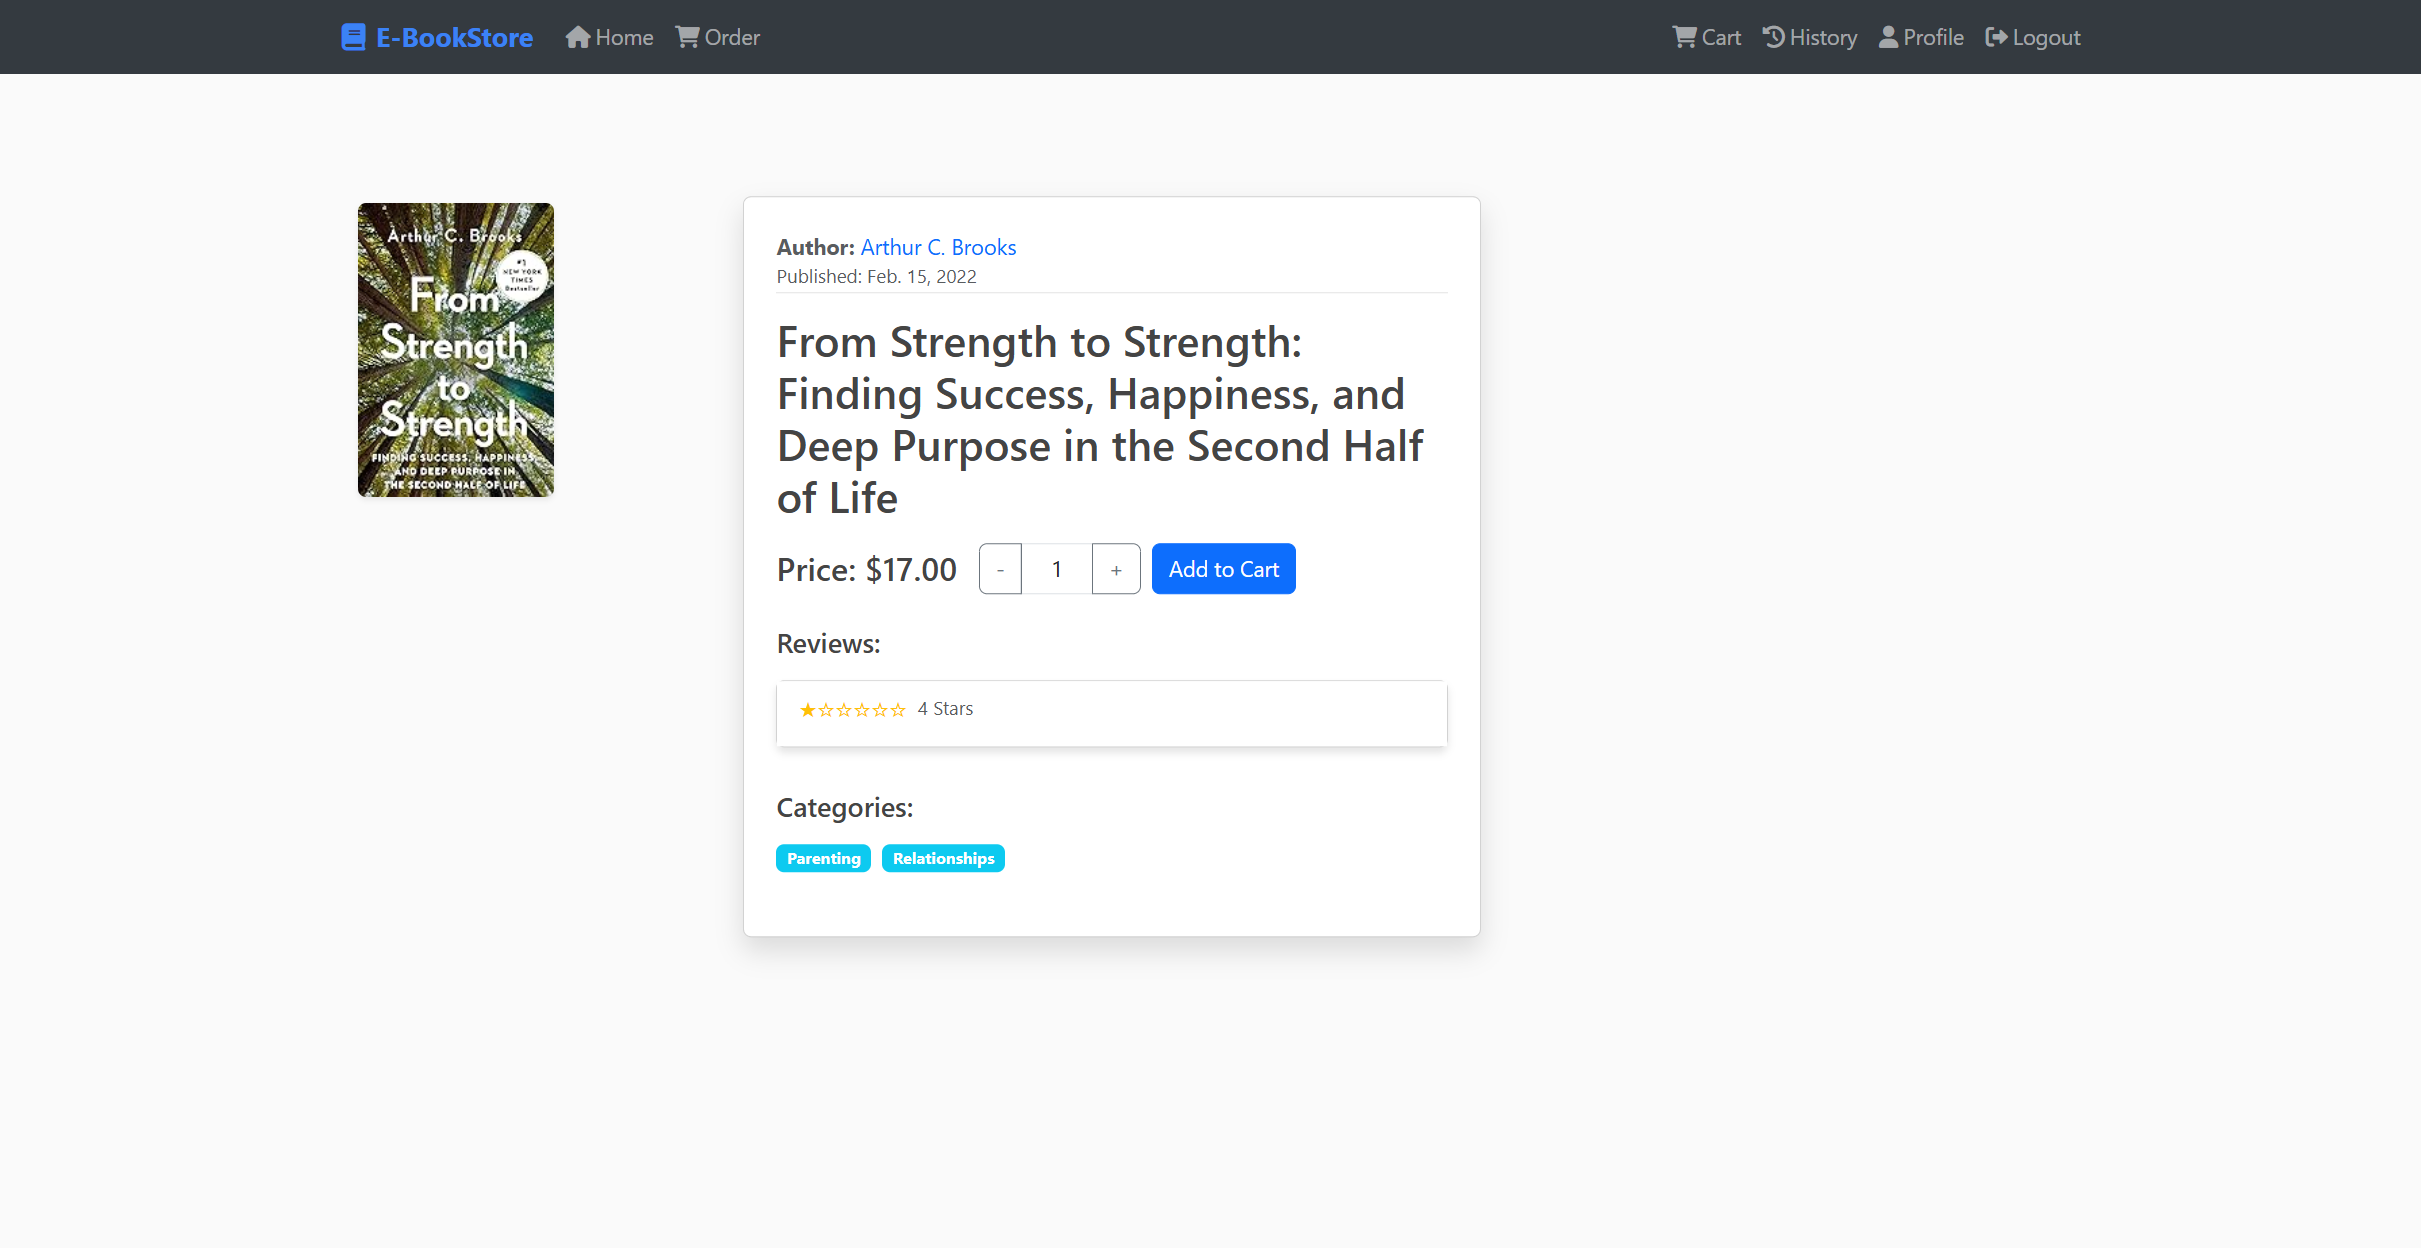 E-BookStore Home Order Cart History Profile Logout
Arthur C. Brooks
#1
NEW YORK
TIMES
Bestseller
From
Strength
to
Strength
FINDING SUCCESS, HAPPINESS,
AND DEEP PURPOSE IN
THE SECOND HALF OF LIFE
Author: Arthur C. Brooks
Published: Feb. 15, 2022
From Strength to Strength:
Finding Success, Happiness, and
Deep Purpose in the Second Half
of Life
Price: $17.00 - 1 + Add to Cart
Reviews:
★☆☆☆☆☆ 4 Stars
Categories:
Parenting Relationships